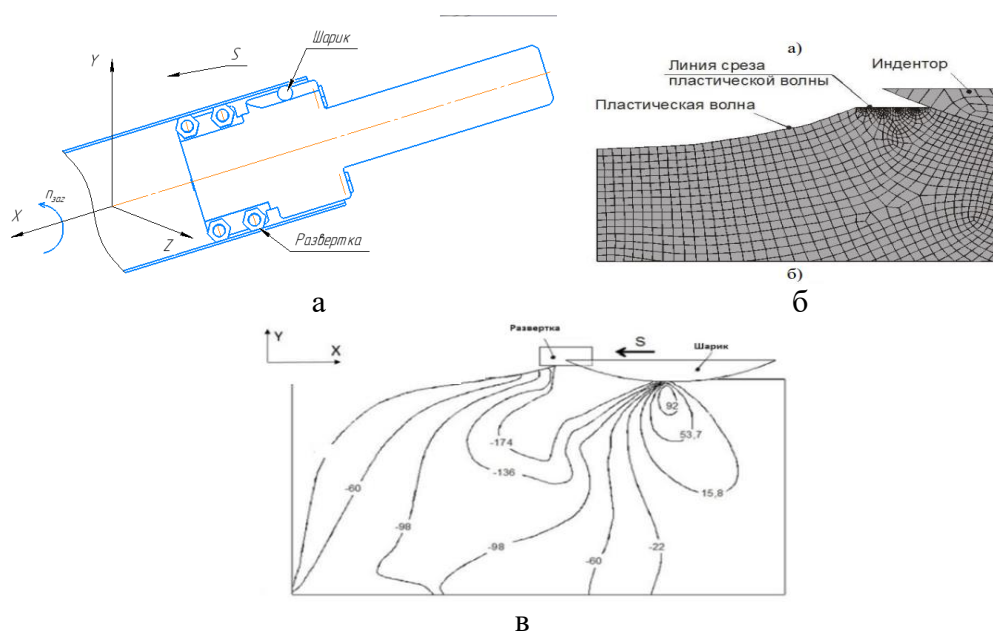 Y
S
Шарик
n заг
X
Z
Развертка
а
а)
Линия среза
пластической волны
Индентор
Пластическая волна
б)
б
Y
X
Развертка
S
Шарик
92
53,7
-174
-136
15,8
-60
-98
-98
-60
-22
в